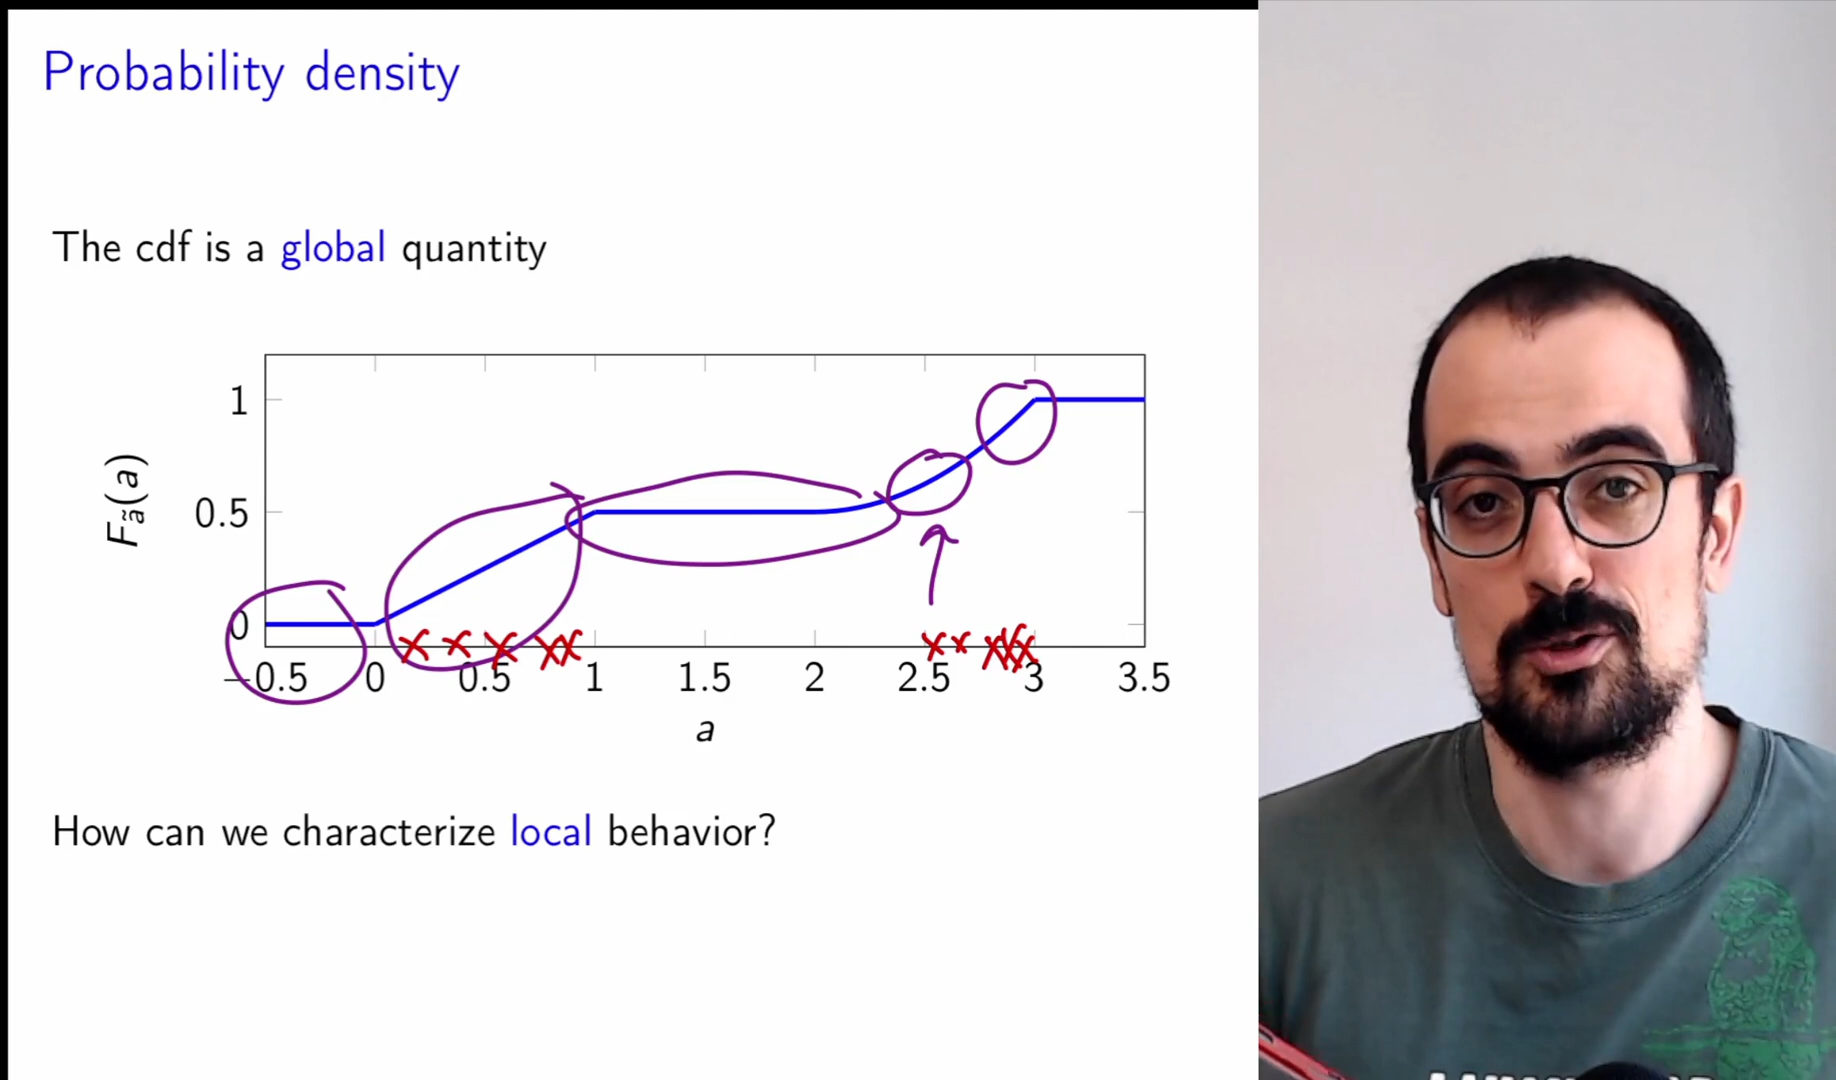 Probability density
The cdf is a global quantity
1
0.5
0
F_ã(a)
−0.5 0 0.5 1 1.5 2 2.5 3 3.5
a
How can we characterize local behavior?